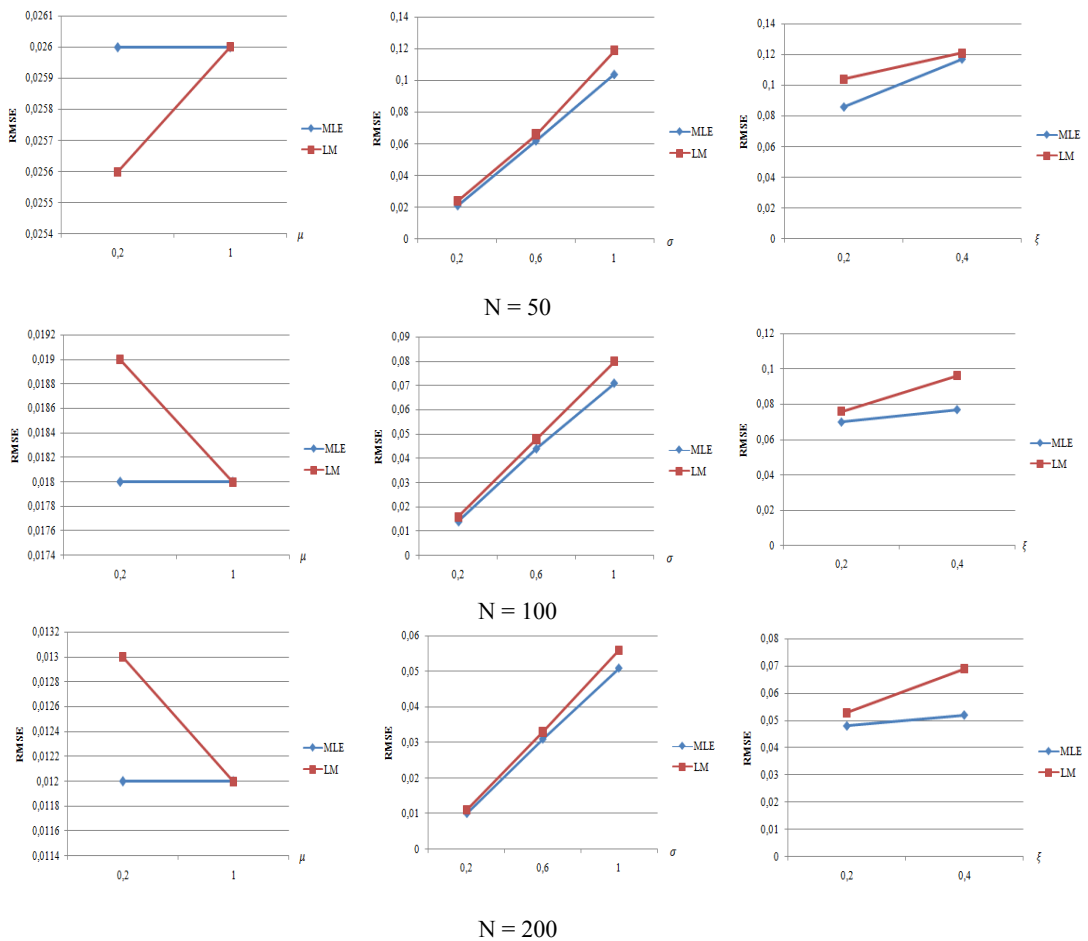 0,0261
0,026
0,0259
0,0258
0,0257
0,0256
0,0255
0,0254
RMSE
0,2
1
μ
MLE
LM
0,14
0,12
0,1
0,08
0,06
0,04
0,02
0
RMSE
0,2
0,6
1
σ
MLE
LM
0,14
0,12
0,1
0,08
0,06
0,04
0,02
0
RMSE
0,2
0,4
ξ
MLE
LM
N = 50
0,0192
0,019
0,0188
0,0186
0,0184
0,0182
0,018
0,0178
0,0176
0,0174
RMSE
0,2
1
μ
MLE
LM
0,09
0,08
0,07
0,06
0,05
0,04
0,03
0,02
0,01
0
RMSE
0,2
0,6
1
σ
MLE
LM
0,12
0,1
0,08
0,06
0,04
0,02
0
RMSE
0,2
0,4
ξ
MLE
LM
N = 100
0,0132
0,013
0,0128
0,0126
0,0124
0,0122
0,012
0,0118
0,0116
0,0114
RMSE
0,2
1
μ
MLE
LM
0,06
0,05
0,04
0,03
0,02
0,01
0
RMSE
0,2
0,6
1
σ
MLE
LM
0,08
0,07
0,06
0,05
0,04
0,03
0,02
0,01
0
RMSE
0,2
0,4
ξ
MLE
LM
N = 200